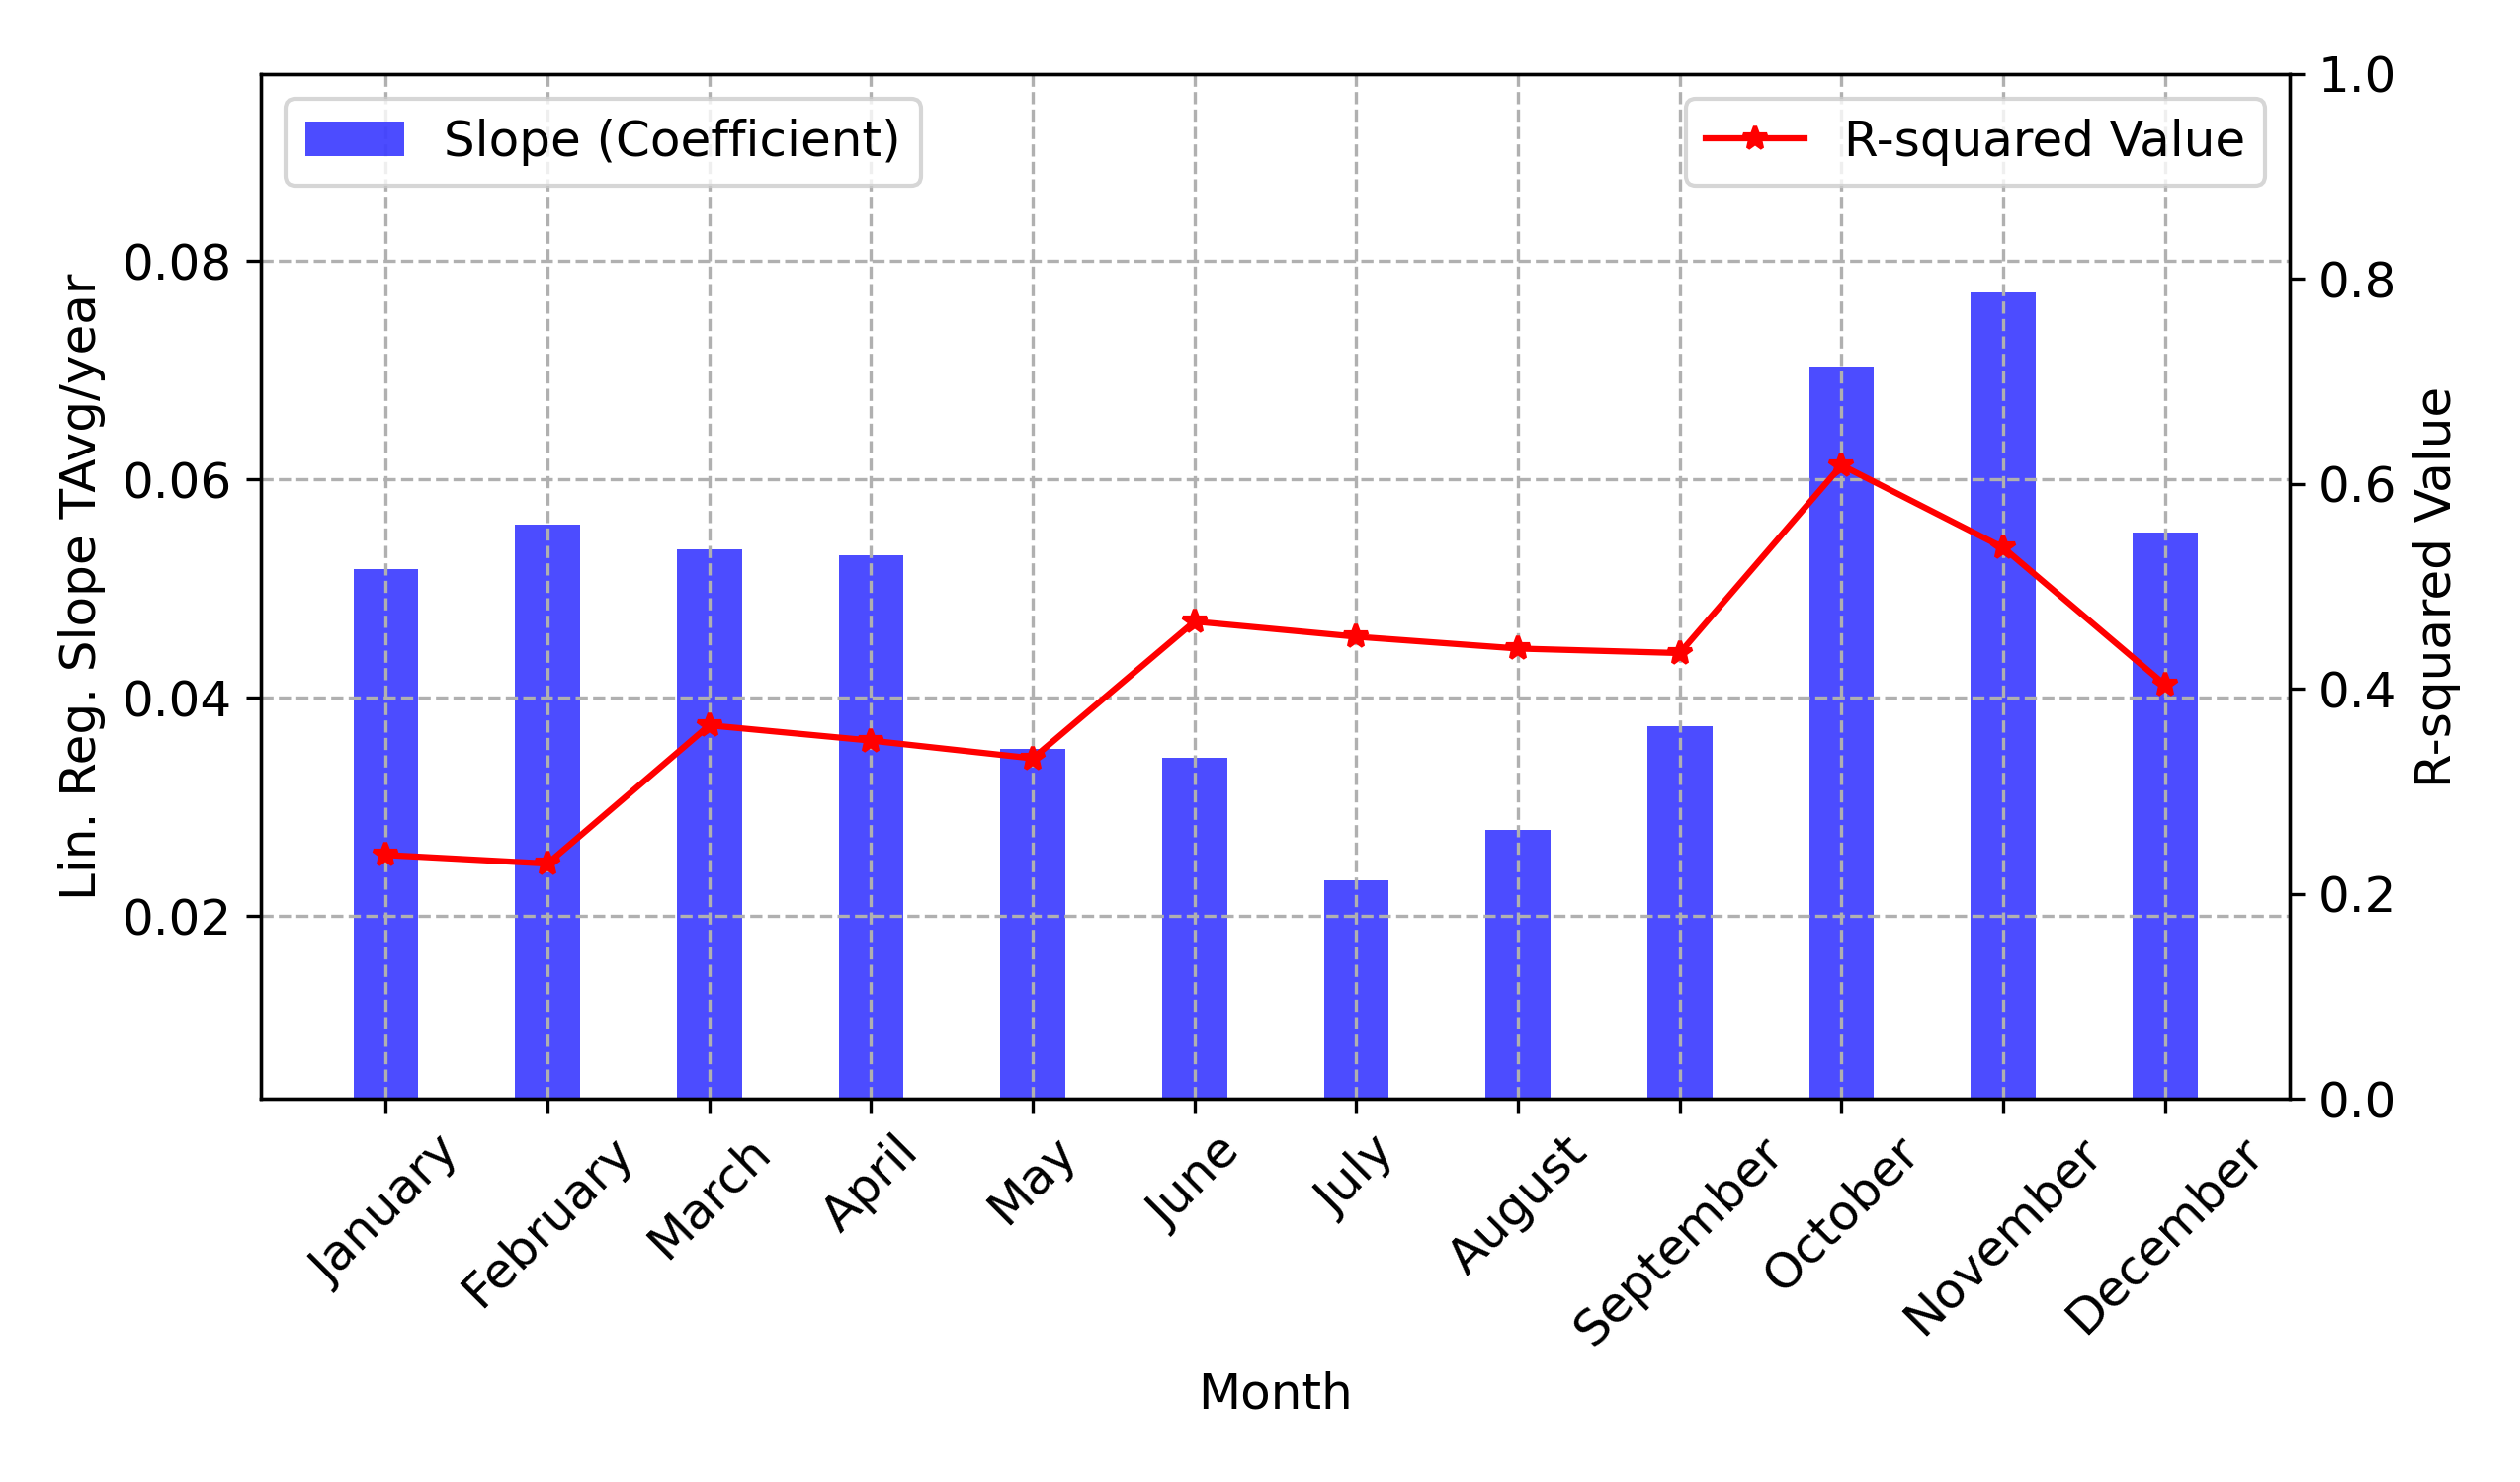 Slope (Coefficient)
R-squared Value
Lin. Reg. Slope TAvg/year
0.08
0.06
0.04
0.02
1.0
0.8
0.6
0.4
0.2
0.0
R-squared Value
January
February
March
April
May
June
July
August
September
October
November
December
Month